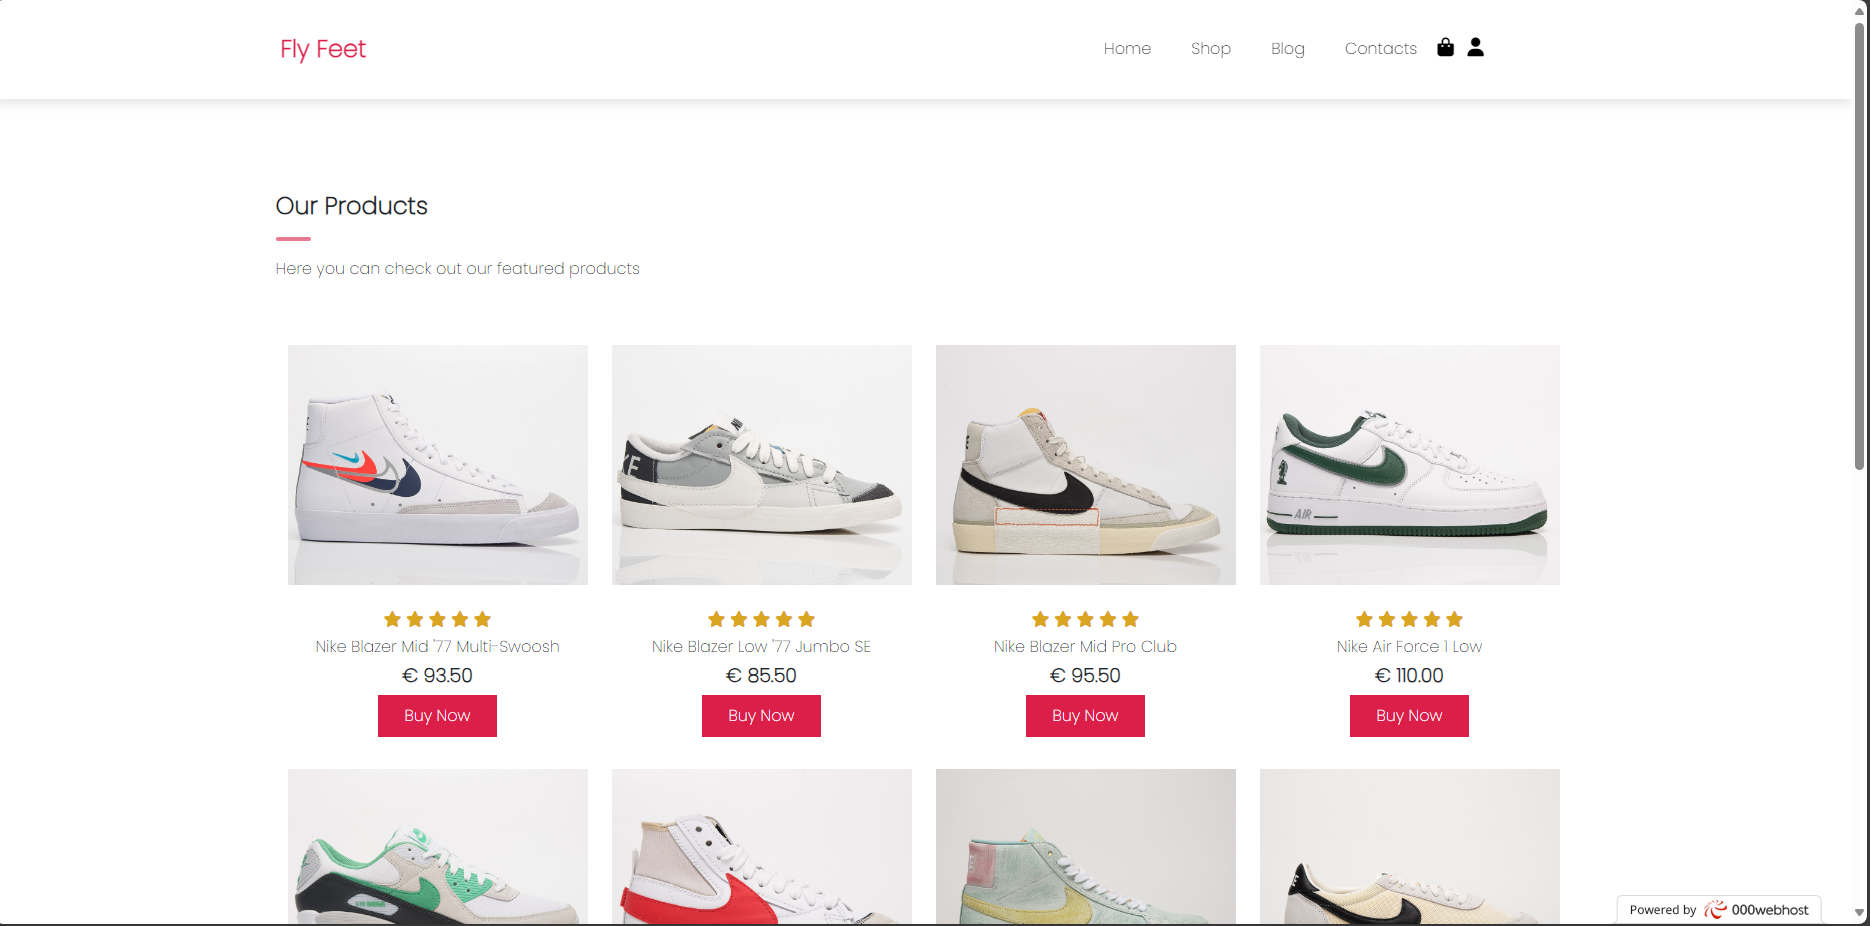 Fly Feet
Home Shop Blog Contacts
Our Products
Here you can check out our featured products
Nike Blazer Mid '77 Multi-Swoosh
€ 93.50
Buy Now
Nike Blazer Low '77 Jumbo SE
€ 85.50
Buy Now
Nike Blazer Mid Pro Club
€ 95.50
Buy Now
AIR
Nike Air Force 1 Low
€ 110.00
Buy Now
Powered by 000webhost